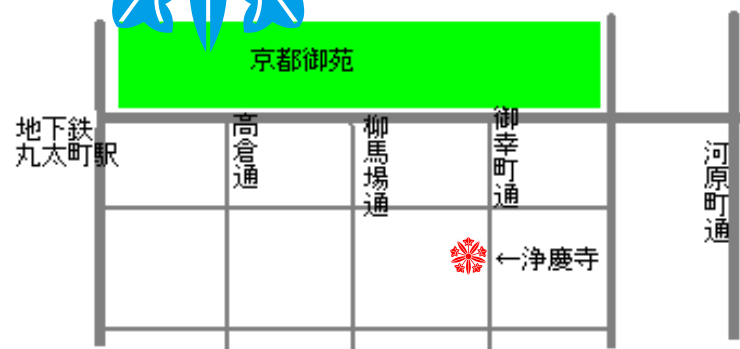 京都御苑
地下鉄
丸太町駅
高倉通
柳馬場通
御幸町通
河原町通
←浄慶寺